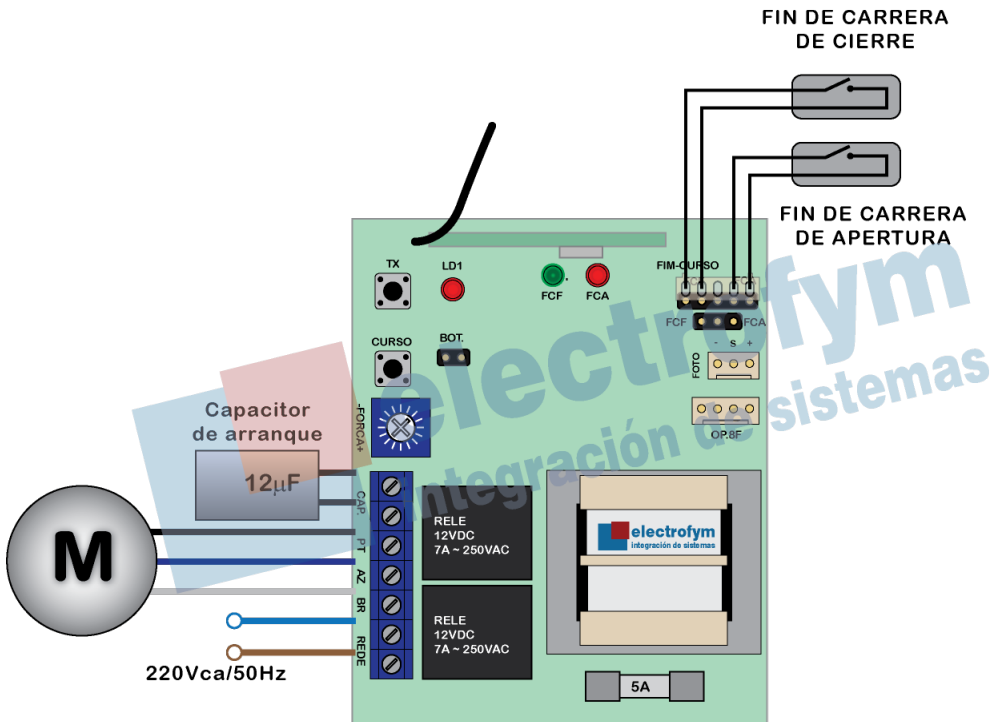 FIN DE CARRERA
DE CIERRE
FIN DE CARRERA
DE APERTURA
TX
LD1
FCF
FCA
FIM-CURSO
FCF
FCA
- S +
FOTO
CURSO
BOT.
OP.8F
-FORCA+
Capacitor
de arranque
12µF
CAP.
PT
AZ
BR
REDE
M
RELE
12VDC
7A ~ 250VAC
RELE
12VDC
7A ~ 250VAC
electrofym
integración de sistemas
220Vca/50Hz
5A
electrofym
integración de sistemas